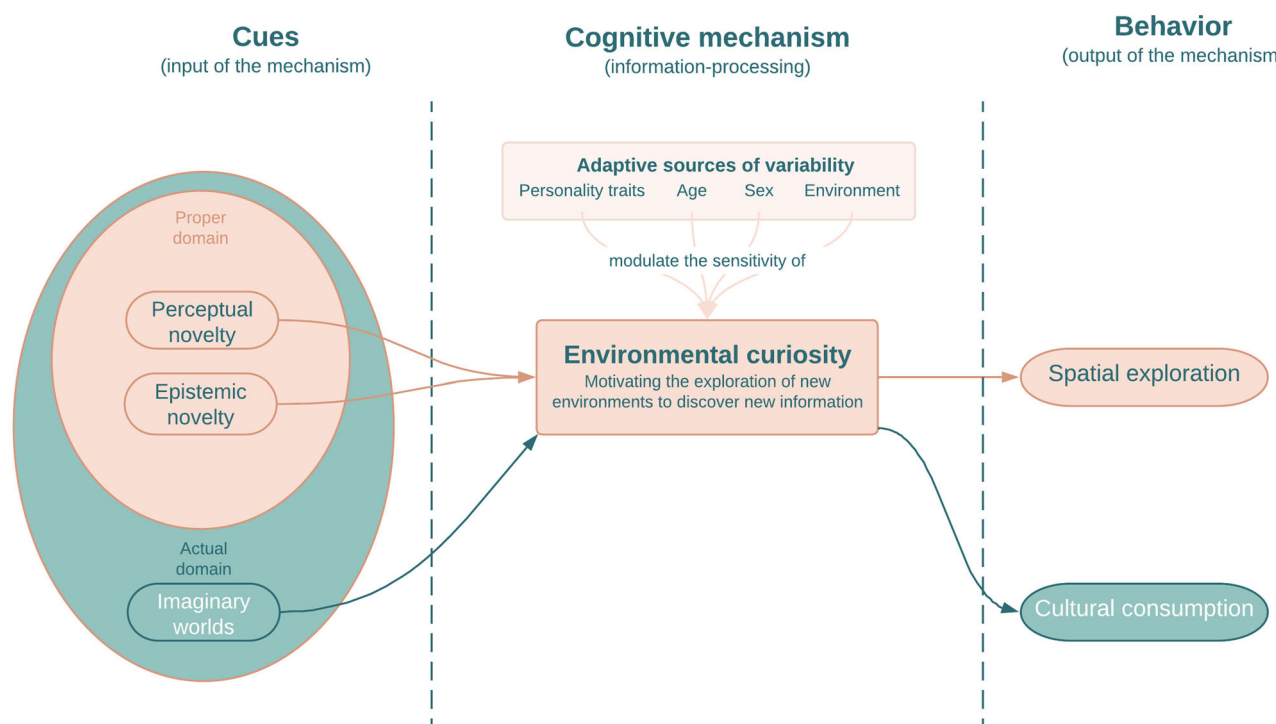 Cues
(input of the mechanism)
Cognitive mechanism
(information-processing)
Behavior
(output of the mechanism
Adaptive sources of variability
Personality traits Age Sex Environment
modulate the sensitivity of
Proper
domain
Perceptual
novelty
Epistemic
novelty
Actual
domain
Imaginary
worlds
Environmental curiosity
Motivating the exploration of new
environments to discover new information
Spatial exploration
Cultural consumption